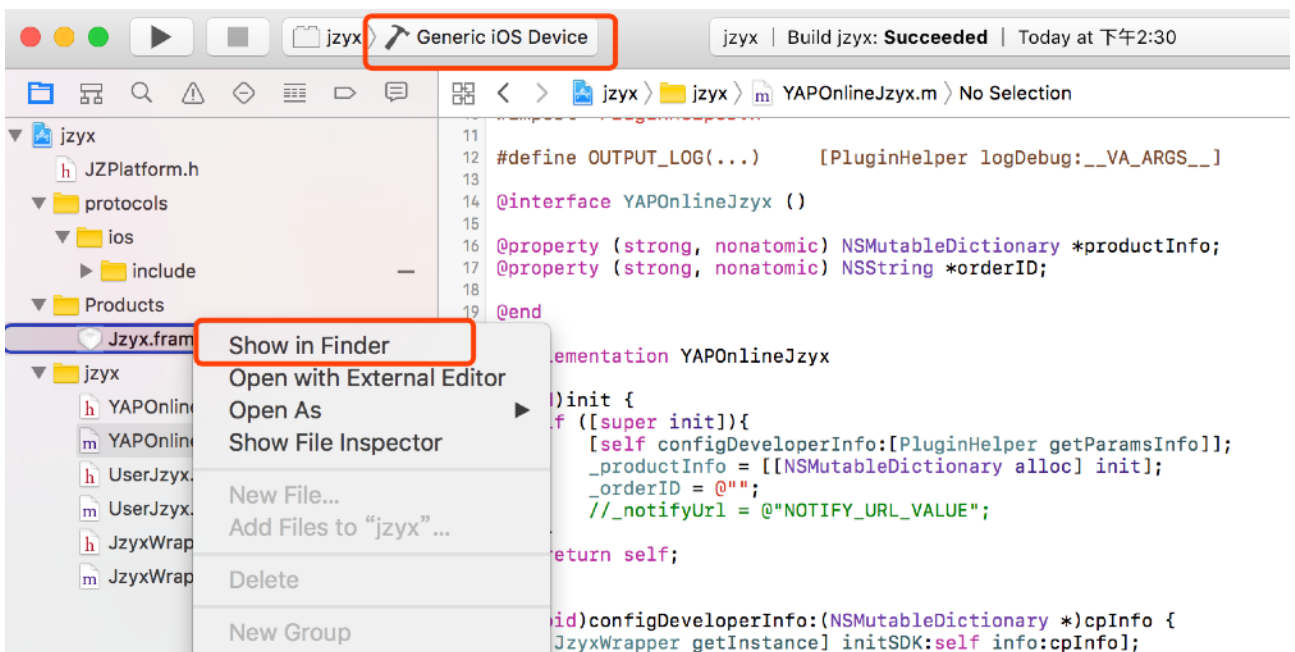 jzyx 〉 Generic iOS Device
jzyx | Build jzyx: Succeeded | Today at 下午2:30
jzyx 〉 jzyx 〉 m YAPOnlineJzyx.m 〉 No Selection
jzyx
h JZPlatform.h
protocols
ios
include
Products
Jzyx.fram
jzyx
h YAPOnline
m YAPOnline
h UserJzyx.
m UserJzyx.
h JzyxWrap
m JzyxWrap
Show in Finder
Open with External Editor
Open As
Show File Inspector
New File...
Add Files to “jzyx”...
Delete
New Group
11
12 #define OUTPUT_LOG(...) [PluginHelper logDebug:__VA_ARGS__]
13
14 @interface YAPOnlineJzyx ()
15
16 @property (strong, nonatomic) NSMutableDictionary *productInfo;
17 @property (strong, nonatomic) NSString *orderID;
18
19 @end
ementation YAPOnlineJzyx
)init {
f ([super init]){
[self configDeveloperInfo:[PluginHelper getParamsInfo]];
_productInfo = [[NSMutableDictionary alloc] init];
_orderID = @"";
//_notifyUrl = @"NOTIFY_URL_VALUE";
eturn self;
id)configDeveloperInfo:(NSMutableDictionary *)cpInfo {
JzyxWrapper getInstance] initSDK:self info:cpInfo];